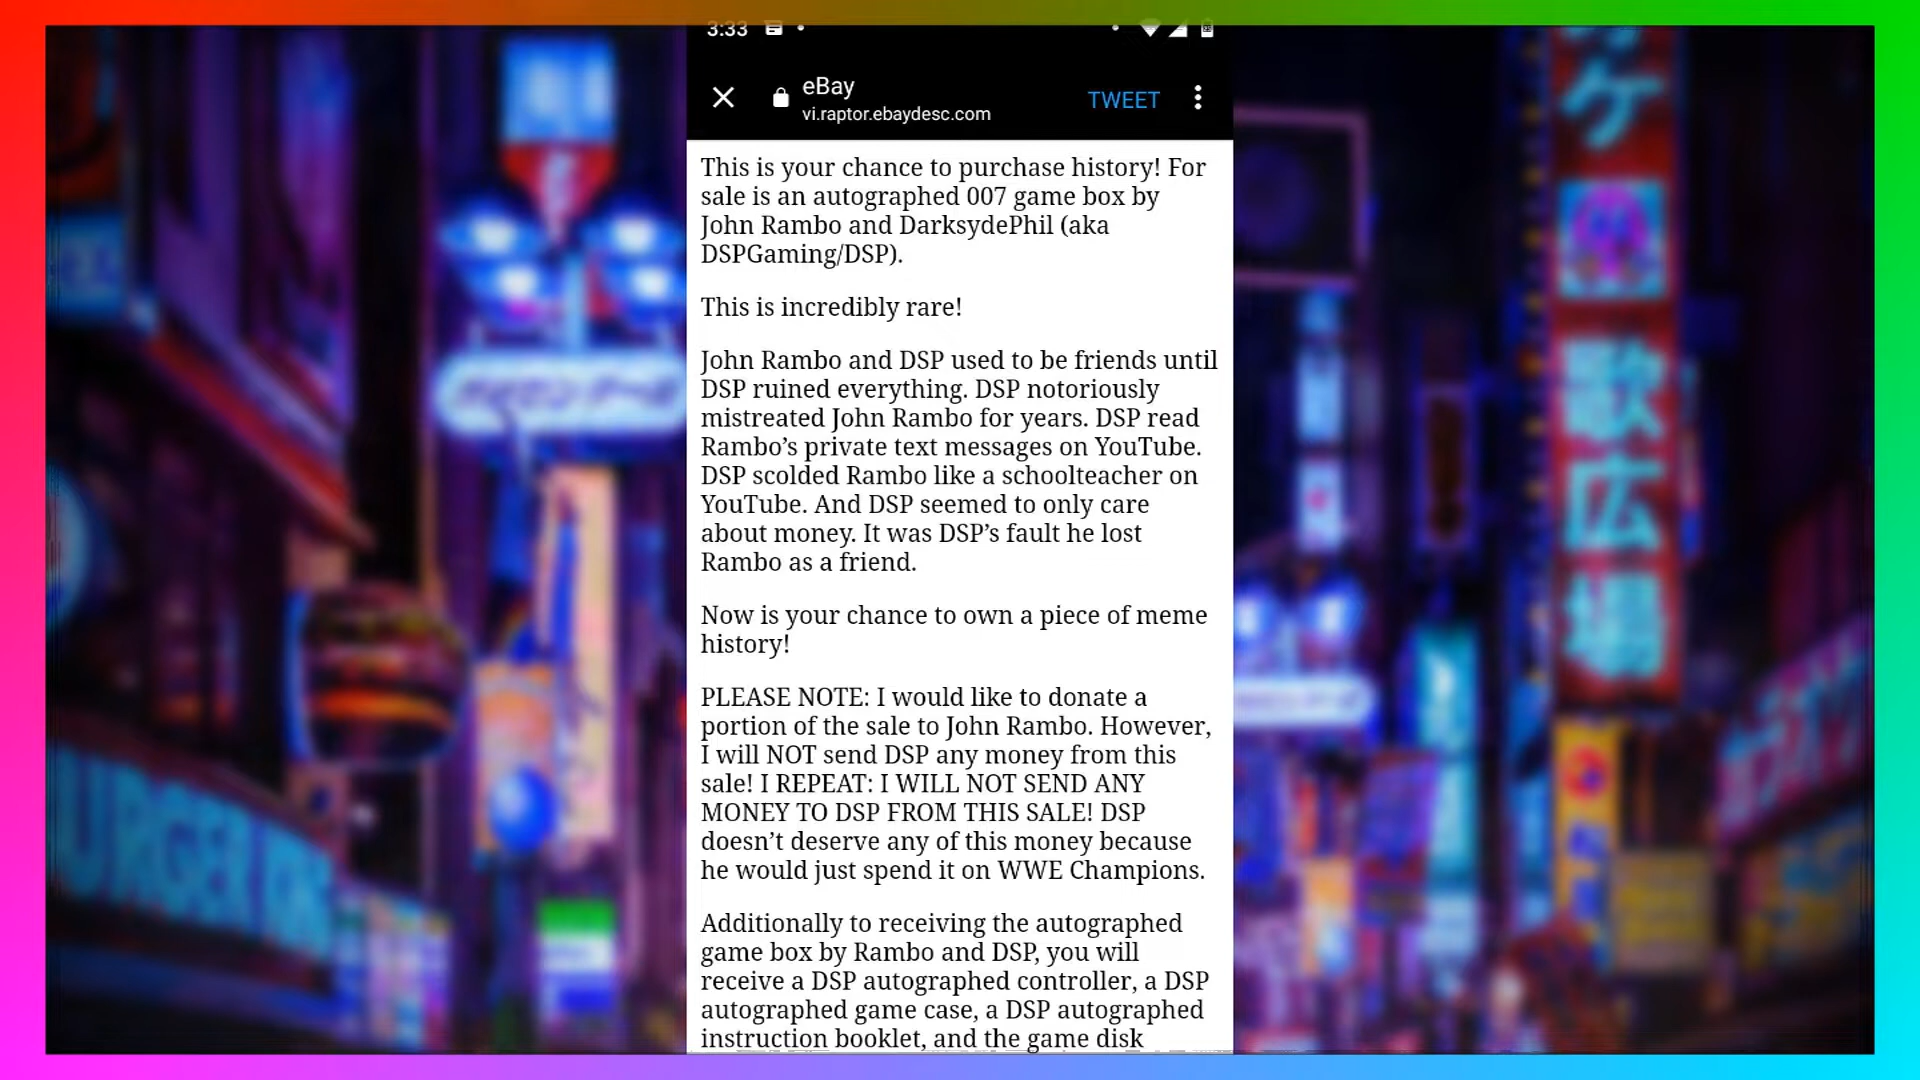 3:33
eBay
vi.raptor.ebaydesc.com
TWEET
This is your chance to purchase history! For
sale is an autographed 007 game box by
John Rambo and DarksydePhil (aka
DSPGaming/DSP).
This is incredibly rare!
John Rambo and DSP used to be friends until
DSP ruined everything. DSP notoriously
mistreated John Rambo for years. DSP read
Rambo’s private text messages on YouTube.
DSP scolded Rambo like a schoolteacher on
YouTube. And DSP seemed to only care
about money. It was DSP’s fault he lost
Rambo as a friend.
Now is your chance to own a piece of meme
history!
PLEASE NOTE: I would like to donate a
portion of the sale to John Rambo. However,
I will NOT send DSP any money from this
sale! I REPEAT: I WILL NOT SEND ANY
MONEY TO DSP FROM THIS SALE! DSP
doesn’t deserve any of this money because
he would just spend it on WWE Champions.
Additionally to receiving the autographed
game box by Rambo and DSP, you will
receive a DSP autographed controller, a DSP
autographed game case, a DSP autographed
instruction booklet, and the game disk
ケ
歌
広
場
URGER KING